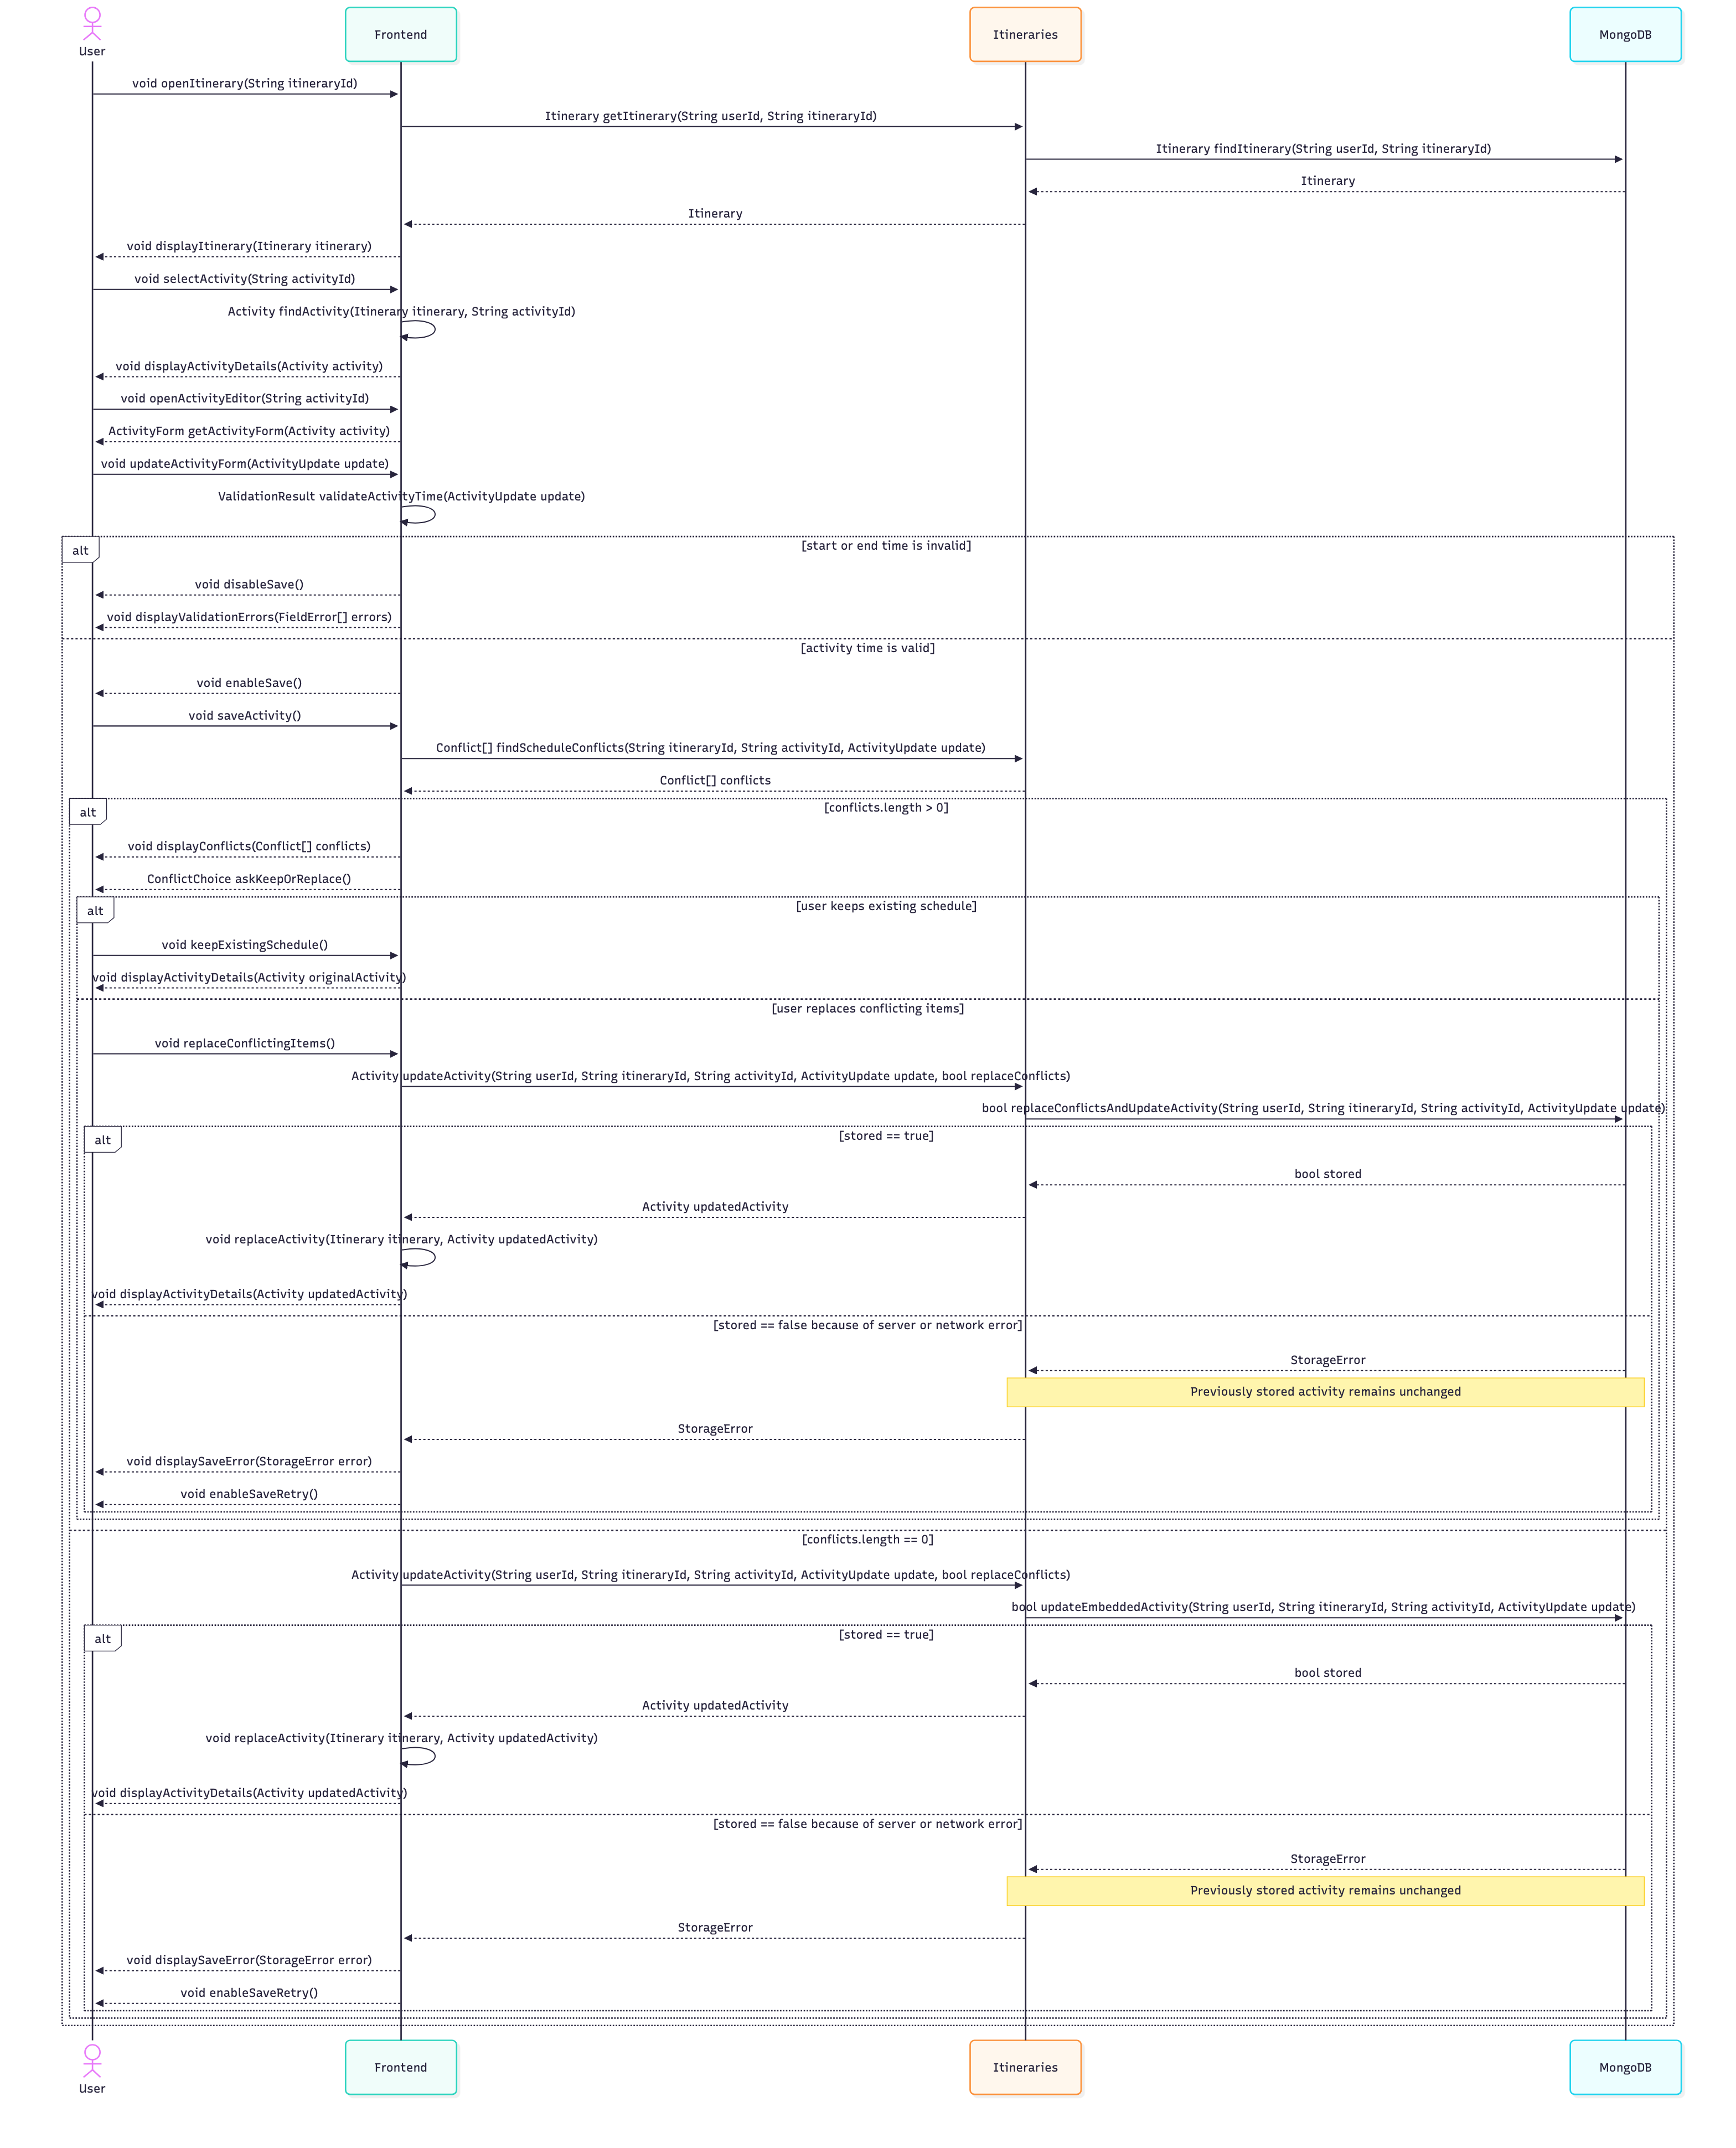 User
Frontend
Itineraries
MongoDB
void openItinerary(String itineraryId)
Itinerary getItinerary(String userId, String itineraryId)
Itinerary findItinerary(String userId, String itineraryId)
Itinerary
Itinerary
void displayItinerary(Itinerary itinerary)
void selectActivity(String activityId)
Activity findActivity(Itinerary itinerary, String activityId)
void displayActivityDetails(Activity activity)
void openActivityEditor(String activityId)
ActivityForm getActivityForm(Activity activity)
void updateActivityForm(ActivityUpdate update)
ValidationResult validateActivityTime(ActivityUpdate update)
alt
[start or end time is invalid]
void disableSave()
void displayValidationErrors(FieldError[] errors)
[activity time is valid]
void enableSave()
void saveActivity()
Conflict[] findScheduleConflicts(String itineraryId, String activityId, ActivityUpdate update)
Conflict[] conflicts
alt
[conflicts.length > 0]
void displayConflicts(Conflict[] conflicts)
ConflictChoice askKeepOrReplace()
alt
[user keeps existing schedule]
void keepExistingSchedule()
void displayActivityDetails(Activity originalActivity)
[user replaces conflicting items]
void replaceConflictingItems()
Activity updateActivity(String userId, String itineraryId, String activityId, ActivityUpdate update, bool replaceConflicts)
bool replaceConflictsAndUpdateActivity(String userId, String itineraryId, String activityId, ActivityUpdate update)
alt
[stored == true]
bool stored
Activity updatedActivity
void replaceActivity(Itinerary itinerary, Activity updatedActivity)
void displayActivityDetails(Activity updatedActivity)
[stored == false because of server or network error]
StorageError
Previously stored activity remains unchanged
StorageError
void displaySaveError(StorageError error)
void enableSaveRetry()
[conflicts.length == 0]
Activity updateActivity(String userId, String itineraryId, String activityId, ActivityUpdate update, bool replaceConflicts)
bool updateEmbeddedActivity(String userId, String itineraryId, String activityId, ActivityUpdate update)
alt
[stored == true]
bool stored
Activity updatedActivity
void replaceActivity(Itinerary itinerary, Activity updatedActivity)
void displayActivityDetails(Activity updatedActivity)
[stored == false because of server or network error]
StorageError
Previously stored activity remains unchanged
StorageError
void displaySaveError(StorageError error)
void enableSaveRetry()
User
Frontend
Itineraries
MongoDB